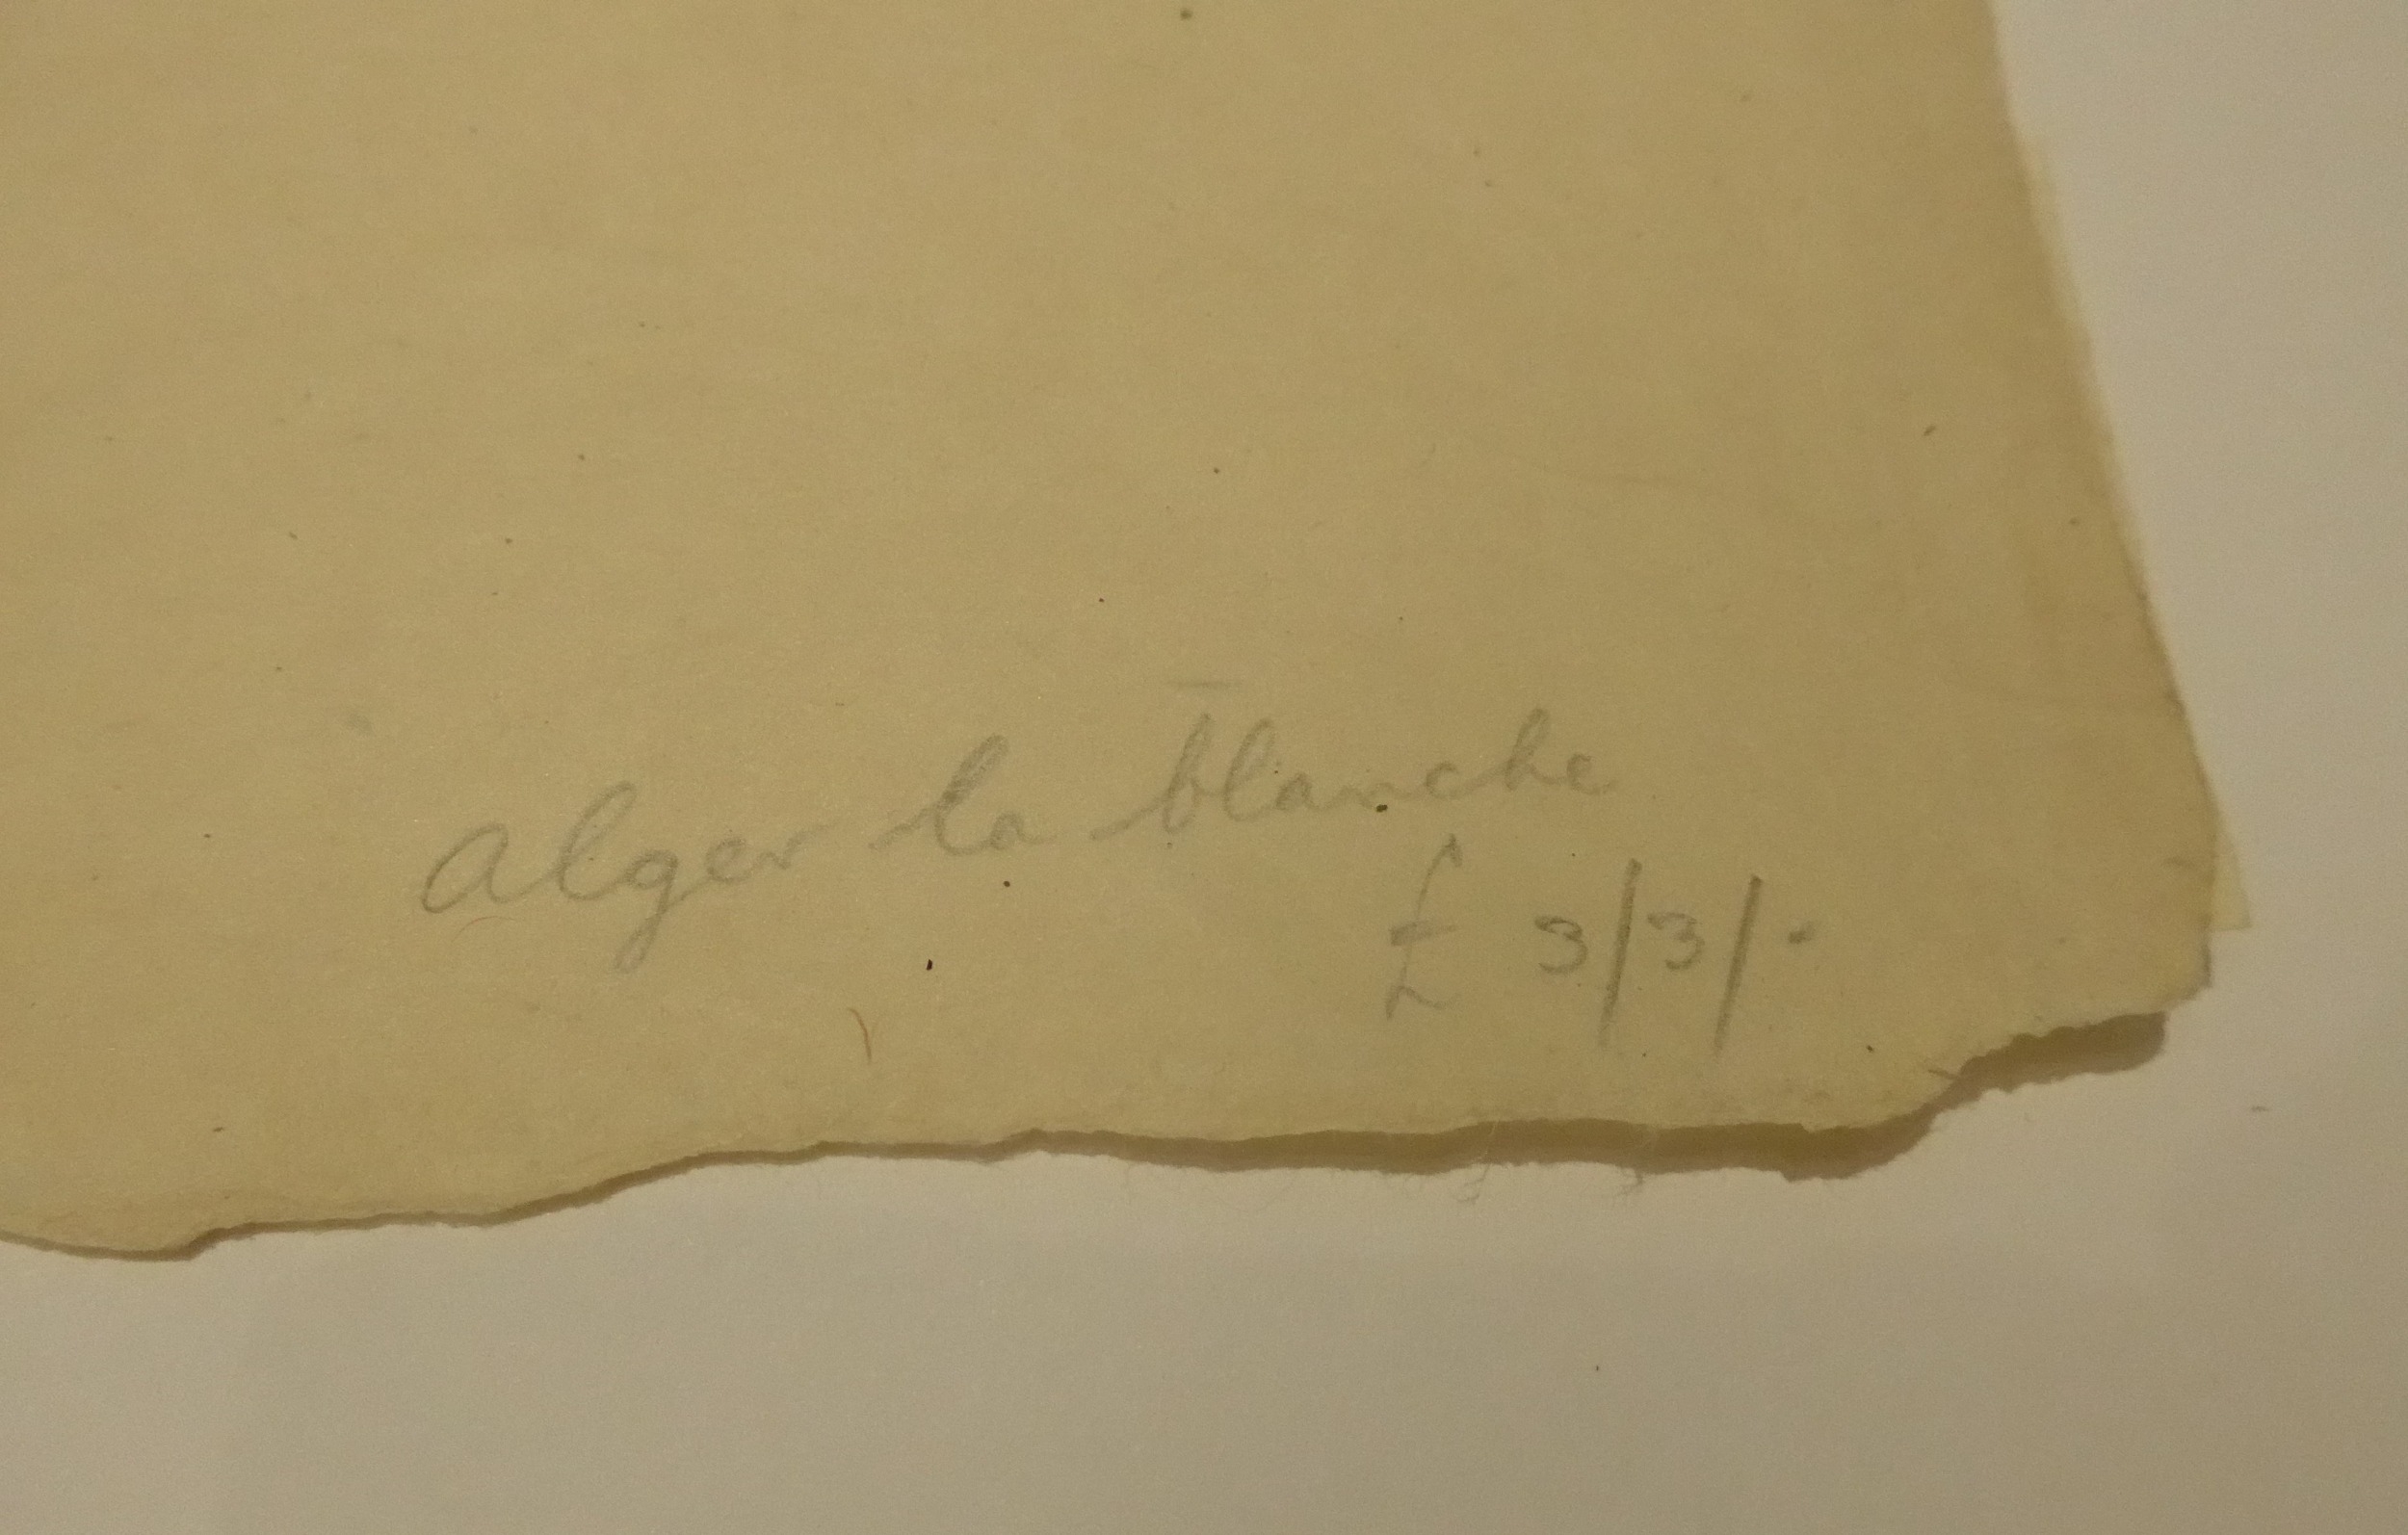 Alger la blanche
£ 3/3/-